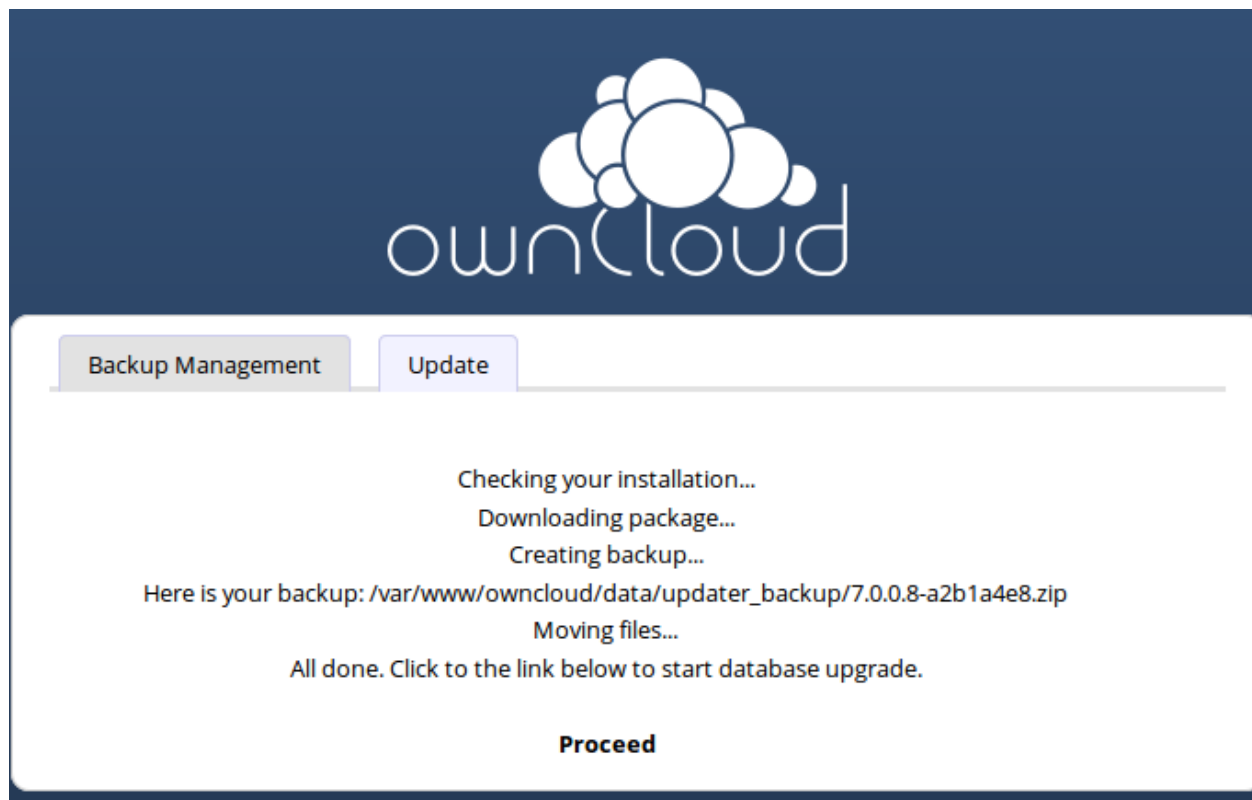 ownCloud
Backup Management
Update
Checking your installation...
Downloading package...
Creating backup...
Here is your backup: /var/www/owncloud/data/updater_backup/7.0.0.8-a2b1a4e8.zip
Moving files...
All done. Click to the link below to start database upgrade.
Proceed